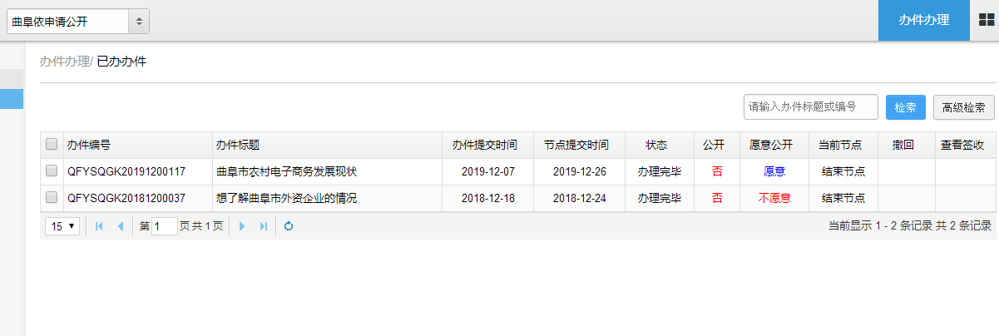 曲阜依申请公开
办件办理
办件办理/ 已办办件
请输入办件标题或编号 检索 高级检索
办件编号 办件标题 办件提交时间 节点提交时间 状态 公开 愿意公开 当前节点 撤回 查看签收
QFYSQGK20191200117 曲阜市农村电子商务发展现状 2019-12-07 2019-12-26 办理完毕 否 愿意 结束节点
QFYSQGK20181200037 想了解曲阜市外资企业的情况 2018-12-18 2018-12-24 办理完毕 否 不愿意 结束节点
15 第 1 页 共 1 页 当前显示 1 - 2 条记录 共 2 条记录